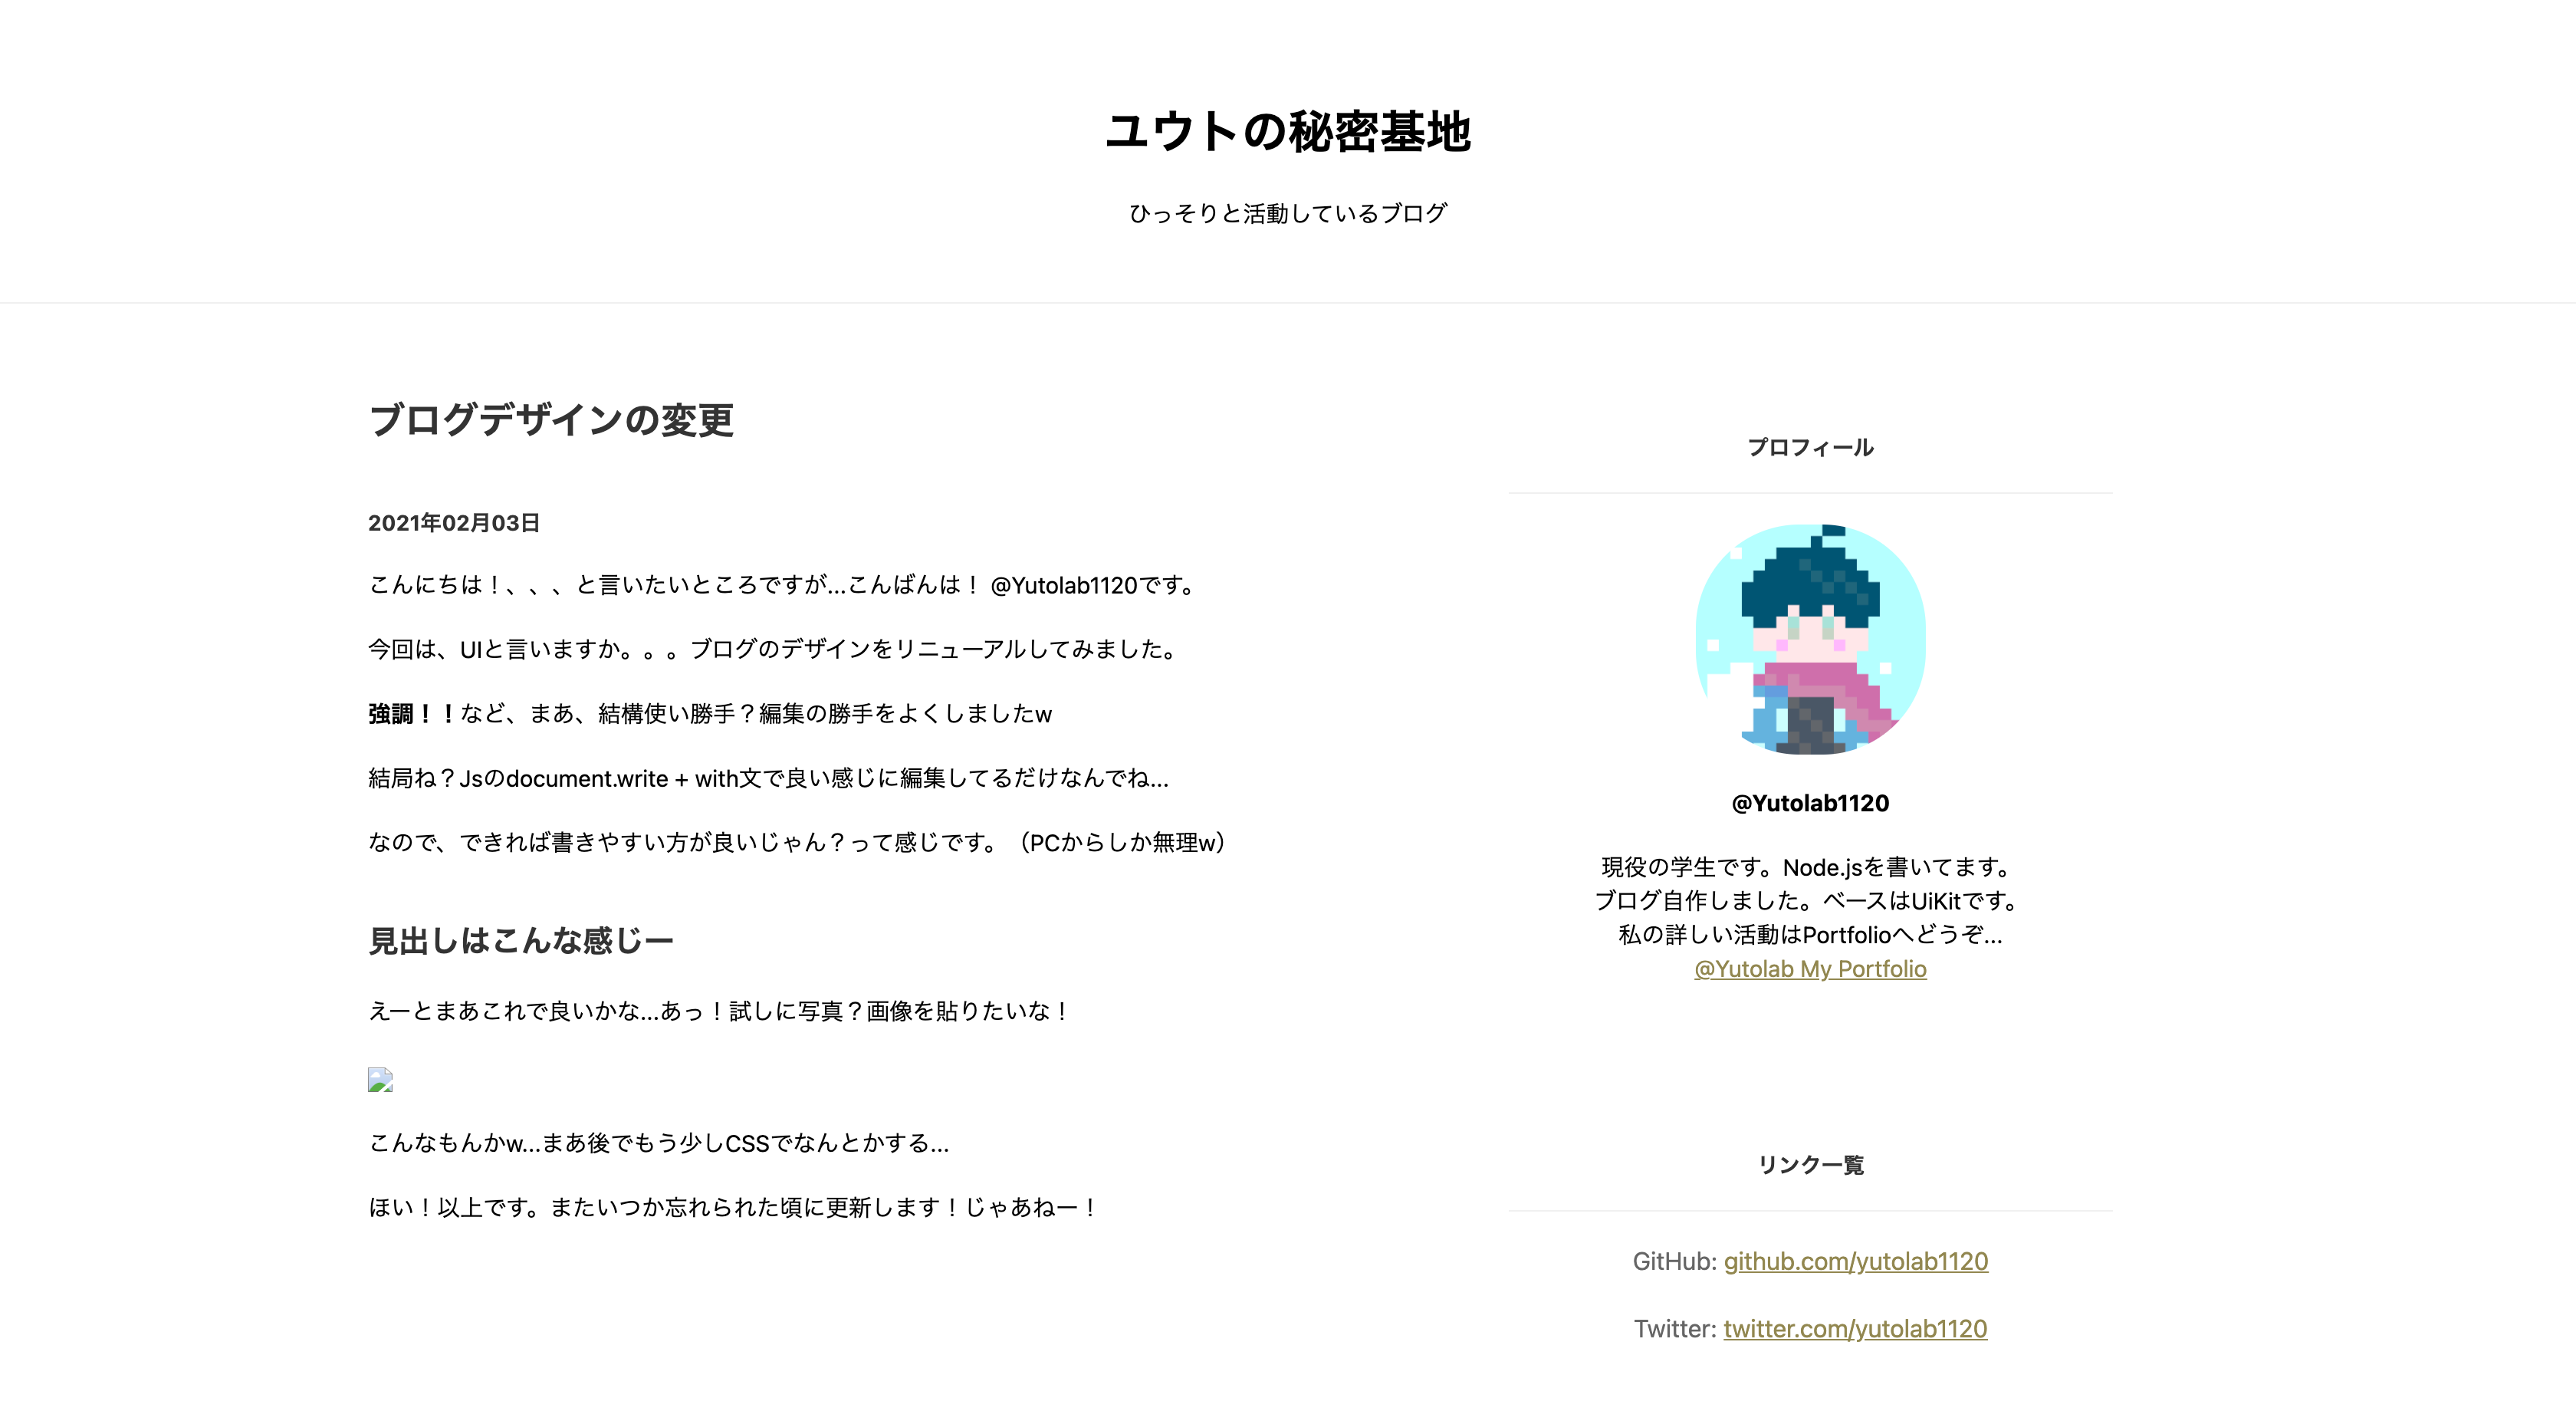 ユウトの秘密基地
ひっそりと活動しているブログ
ブログデザインの変更
2021年02月03日
こんにちは！、、、と言いたいところですが...こんばんは！ @Yutolab1120です。
今回は、UIと言いますか。。。ブログのデザインをリニューアルしてみました。
強調！！など、まあ、結構使い勝手？編集の勝手をよくしましたw
結局ね？Jsのdocument.write + with文で良い感じに編集してるだけなんでね...
なので、できれば書きやすい方が良いじゃん？って感じです。（PCからしか無理w）
見出しはこんな感じー
えーとまあこれで良いかな...あっ！試しに写真？画像を貼りたいな！
こんなもんかw...まあ後でもう少しCSSでなんとかする...
ほい！以上です。またいつか忘れられた頃に更新します！じゃあねー！
プロフィール
@Yutolab1120
現役の学生です。Node.jsを書いてます。
ブログ自作しました。ベースはUiKitです。
私の詳しい活動はPortfolioへどうぞ...
@Yutolab My Portfolio
リンク一覧
GitHub: github.com/yutolab1120
Twitter: twitter.com/yutolab1120